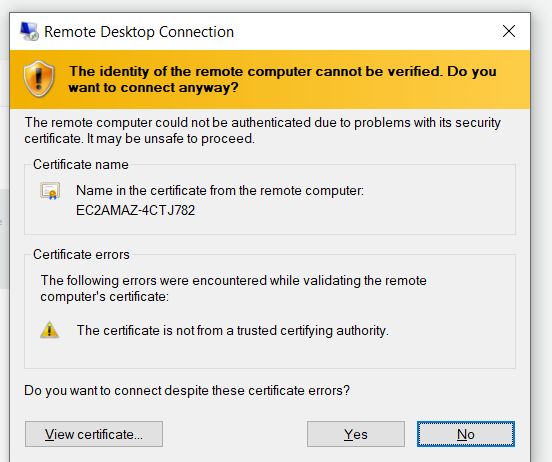 Remote Desktop Connection
The identity of the remote computer cannot be verified. Do you
want to connect anyway?
The remote computer could not be authenticated due to problems with its security
certificate. It may be unsafe to proceed.
Certificate name
Name in the certificate from the remote computer:
EC2AMAZ-4CTJ782
Certificate errors
The following errors were encountered while validating the remote
computer's certificate:
The certificate is not from a trusted certifying authority.
Do you want to connect despite these certificate errors?
View certificate...
Yes
No